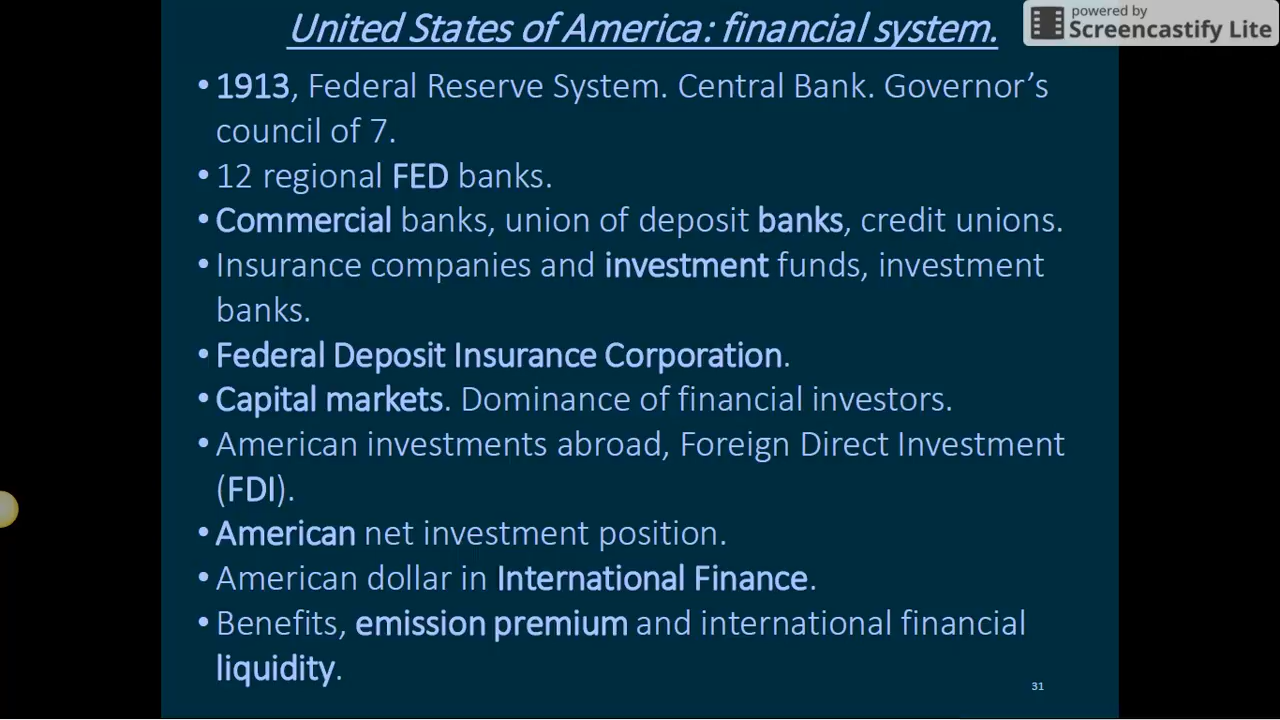 United States of America: financial system.
powered by
Screencastify Lite
• 1913, Federal Reserve System. Central Bank. Governor’s
council of 7.
• 12 regional FED banks.
• Commercial banks, union of deposit banks, credit unions.
• Insurance companies and investment funds, investment
banks.
• Federal Deposit Insurance Corporation.
• Capital markets. Dominance of financial investors.
• American investments abroad, Foreign Direct Investment
(FDI).
• American net investment position.
• American dollar in International Finance.
• Benefits, emission premium and international financial
liquidity.
31